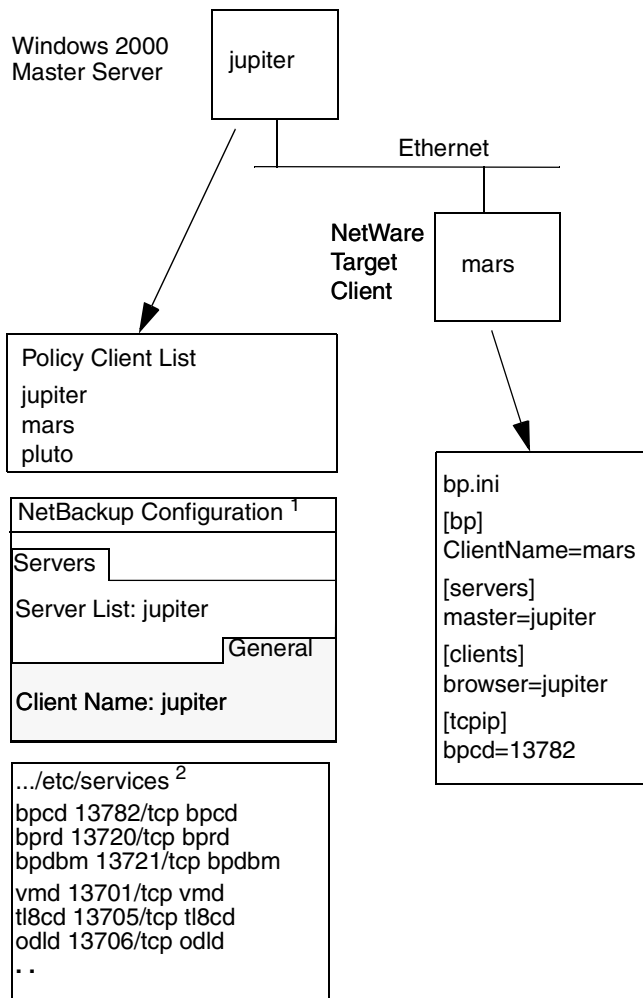 Windows 2000
Master Server
jupiter
Ethernet
NetWare
Target
Client
mars
Policy Client List
jupiter
mars
pluto
NetBackup Configuration 1
Servers
Server List: jupiter
General
Client Name: jupiter
.../etc/services 2
bpcd 13782/tcp bpcd
bprd 13720/tcp bprd
bpdbm 13721/tcp bpdbm
vmd 13701/tcp vmd
tl8cd 13705/tcp tl8cd
odld 13706/tcp odld
. .
bp.ini
[bp]
ClientName=mars
[servers]
master=jupiter
[clients]
browser=jupiter
[tcpip]
bpcd=13782